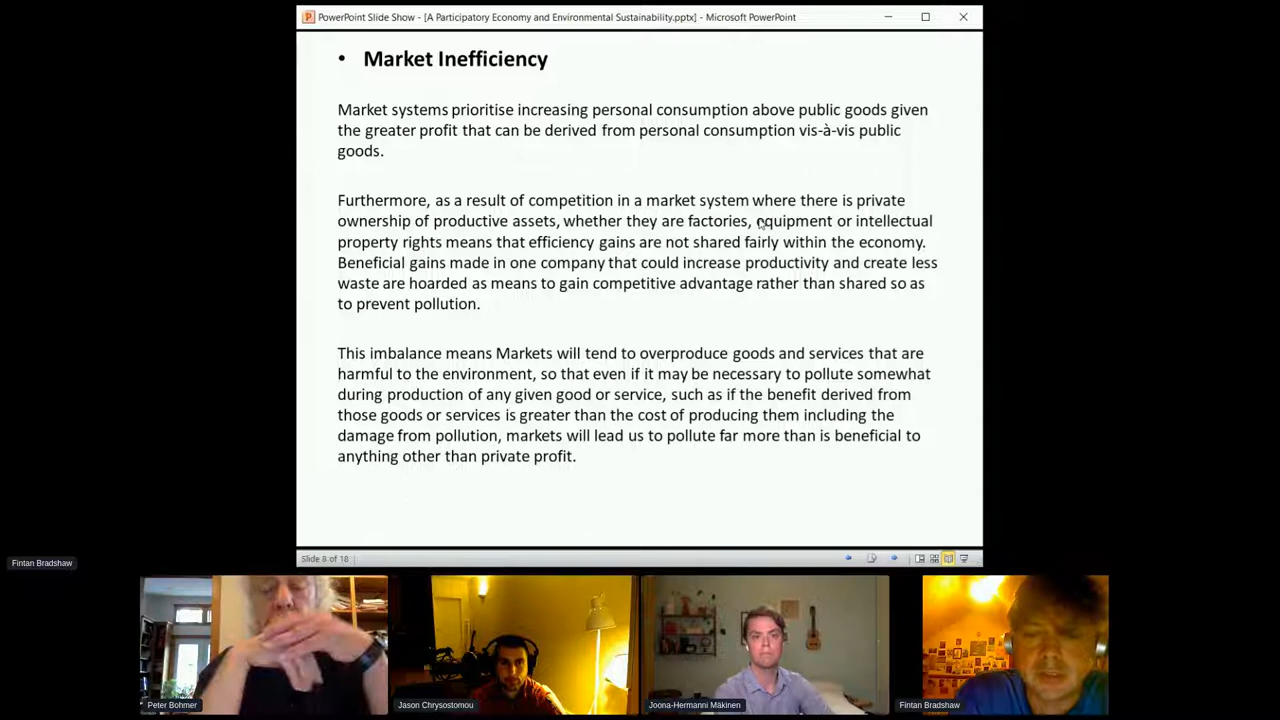 PowerPoint Slide Show - [A Participatory Economy and Environmental Sustainability.pptx] - Microsoft PowerPoint
• Market Inefficiency
Market systems prioritise increasing personal consumption above public goods given
the greater profit that can be derived from personal consumption vis-à-vis public
goods.
Furthermore, as a result of competition in a market system where there is private
ownership of productive assets, whether they are factories, equipment or intellectual
property rights means that efficiency gains are not shared fairly within the economy.
Beneficial gains made in one company that could increase productivity and create less
waste are hoarded as means to gain competitive advantage rather than shared so as
to prevent pollution.
This imbalance means Markets will tend to overproduce goods and services that are
harmful to the environment, so that even if it may be necessary to pollute somewhat
during production of any given good or service, such as if the benefit derived from
those goods or services is greater than the cost of producing them including the
damage from pollution, markets will lead us to pollute far more than is beneficial to
anything other than private profit.
Slide 8 of 18
Fintan Bradshaw
Peter Bohmer
Jason Chrysostomou
Joona-Hermanni Mäkinen
Fintan Bradshaw